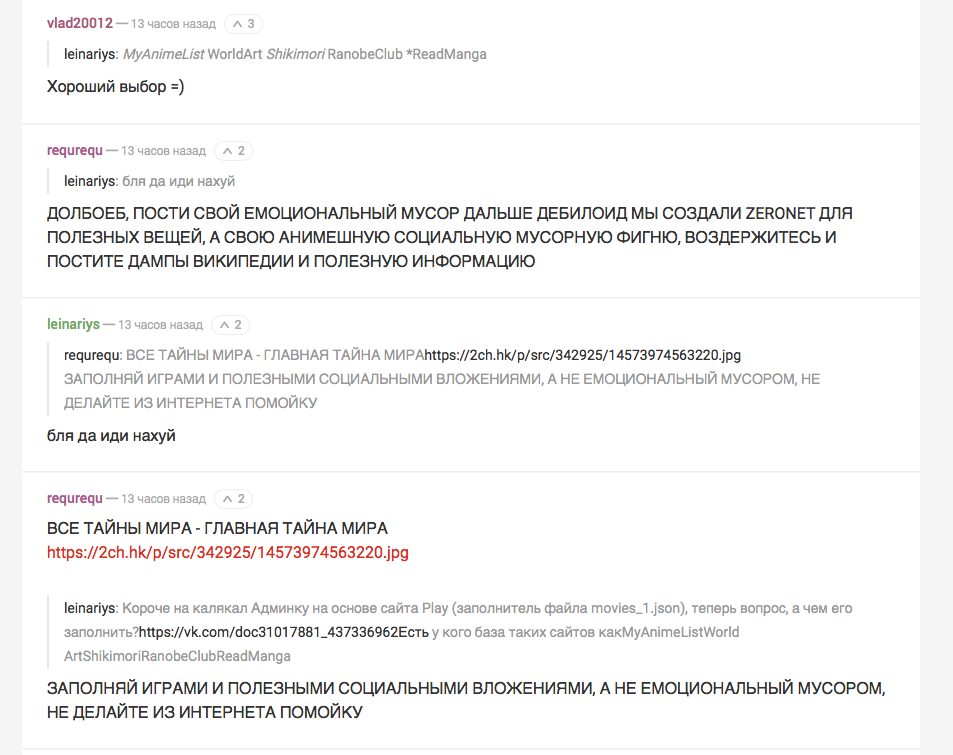 vlad20012 — 13 часов назад 3
leinariys: MyAnimeList WorldArt Shikimori RanobeClub *ReadManga
Хороший выбор =)
requrequ — 13 часов назад 2
leinariys: бля да иди нахуй
ДОЛБОЕБ, ПОСТИ СВОЙ ЕМОЦИОНАЛЬНЫЙ МУСОР ДАЛЬШЕ ДЕБИЛОИД МЫ СОЗДАЛИ ZERONET ДЛЯ
ПОЛЕЗНЫХ ВЕЩЕЙ, А СВОЮ АНИМЕШНУЮ СОЦИАЛЬНУЮ МУСОРНУЮ ФИГНЮ, ВОЗДЕРЖИТЕСЬ И
ПОСТИТЕ ДАМПЫ ВИКИПЕДИИ И ПОЛЕЗНУЮ ИНФОРМАЦИЮ
leinariys — 13 часов назад 2
requrequ: ВСЕ ТАЙНЫ МИРА - ГЛАВНАЯ ТАЙНА МИРАhttps://2ch.hk/p/src/342925/14573974563220.jpg
ЗАПОЛНЯЙ ИГРАМИ И ПОЛЕЗНЫМИ СОЦИАЛЬНЫМИ ВЛОЖЕНИЯМИ, А НЕ ЕМОЦИОНАЛЬНЫЙ МУСОРОМ, НЕ
ДЕЛАЙТЕ ИЗ ИНТЕРНЕТА ПОМОЙКУ
бля да иди нахуй
requrequ — 13 часов назад 2
ВСЕ ТАЙНЫ МИРА - ГЛАВНАЯ ТАЙНА МИРА
https://2ch.hk/p/src/342925/14573974563220.jpg
leinariys: Короче на калякал Админку на основе сайта Play (заполнитель файла movies_1.json), теперь вопрос, а чем его
заполнить?https://vk.com/doc31017881_437336962Есть у кого база таких сайтов какMyAnimeListWorld
ArtShikimoriRanobeClubReadManga
ЗАПОЛНЯЙ ИГРАМИ И ПОЛЕЗНЫМИ СОЦИАЛЬНЫМИ ВЛОЖЕНИЯМИ, А НЕ ЕМОЦИОНАЛЬНЫЙ МУСОРОМ,
НЕ ДЕЛАЙТЕ ИЗ ИНТЕРНЕТА ПОМОЙКУ